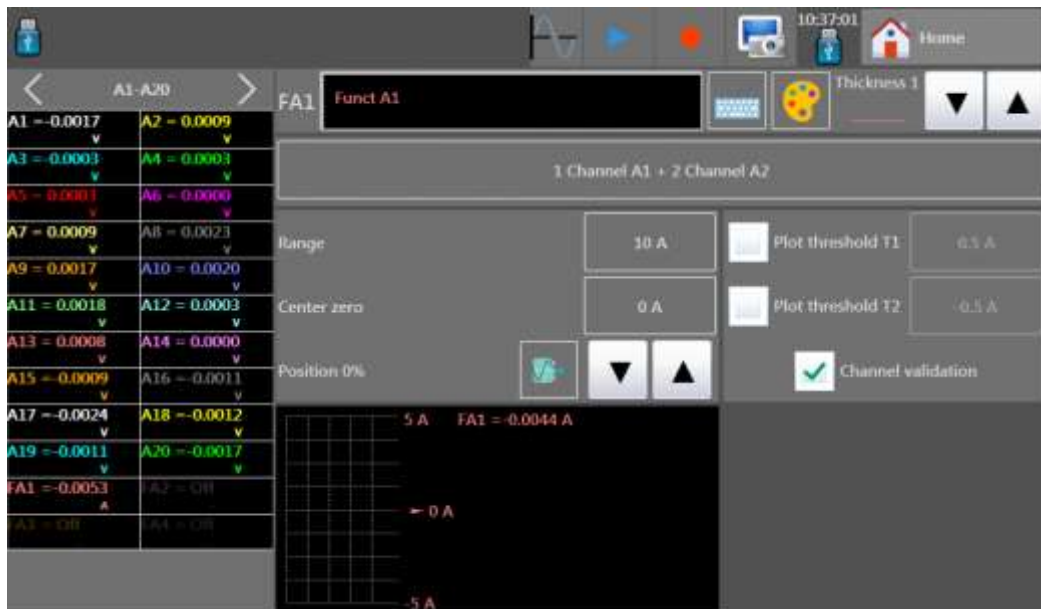 10:37:01
Home
A1-A20
FA1
Funct A1
Thickness 1
1 Channel A1 + 2 Channel A2
A1 =-0.0017
V
A2 = 0.0009
V
A3 =-0.0003
V
A4 = 0.0003
V
A5 = 0.0003
V
A6 = 0.0000
V
A7 = 0.0009
V
A8 = 0.0023
V
A9 = 0.0017
V
A10 = 0.0020
V
A11 = 0.0018
V
A12 = 0.0003
V
A13 = 0.0008
V
A14 = 0.0000
V
A15 =-0.0009
V
A16 =-0.0011
V
A17 =-0.0024
V
A18 =-0.0012
V
A19 =-0.0011
V
A20 =-0.0017
V
FA1 =-0.0053
A
FA2 = Off
FA3 = Off
FA4 = Off
Range
10 A
Center zero
0 A
Position 0%
Plot threshold T1
0.5 A
Plot threshold T2
-0.5 A
Channel validation
5 A
FA1 =-0.0044 A
0 A
-5 A